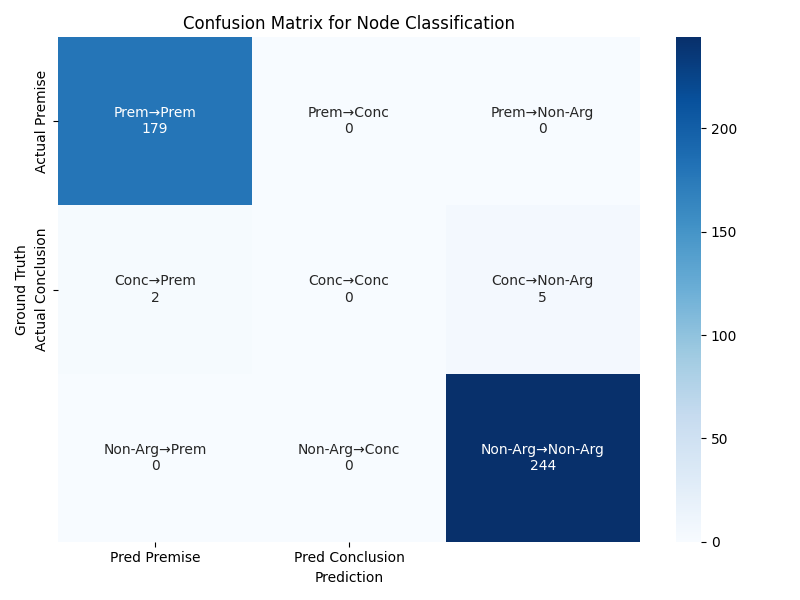 Confusion Matrix for Node Classification
Actual Premise
Prem→Prem
179
Prem→Conc
0
Prem→Non-Arg
0
Ground Truth
Actual Conclusion
Conc→Prem
2
Conc→Conc
0
Conc→Non-Arg
5
Non-Arg→Prem
0
Non-Arg→Conc
0
Non-Arg→Non-Arg
244
Pred Premise
Pred Conclusion
Prediction
200
150
100
50
0